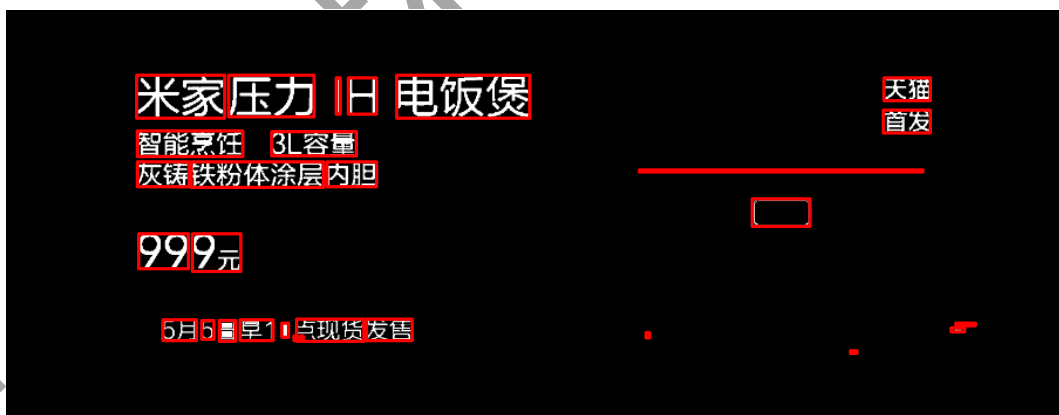 米家压力 IH 电饭煲
智能烹饪 3L容量
灰铸铁粉体涂层内胆
999元
5月5日早10点现货发售
天猫
首发